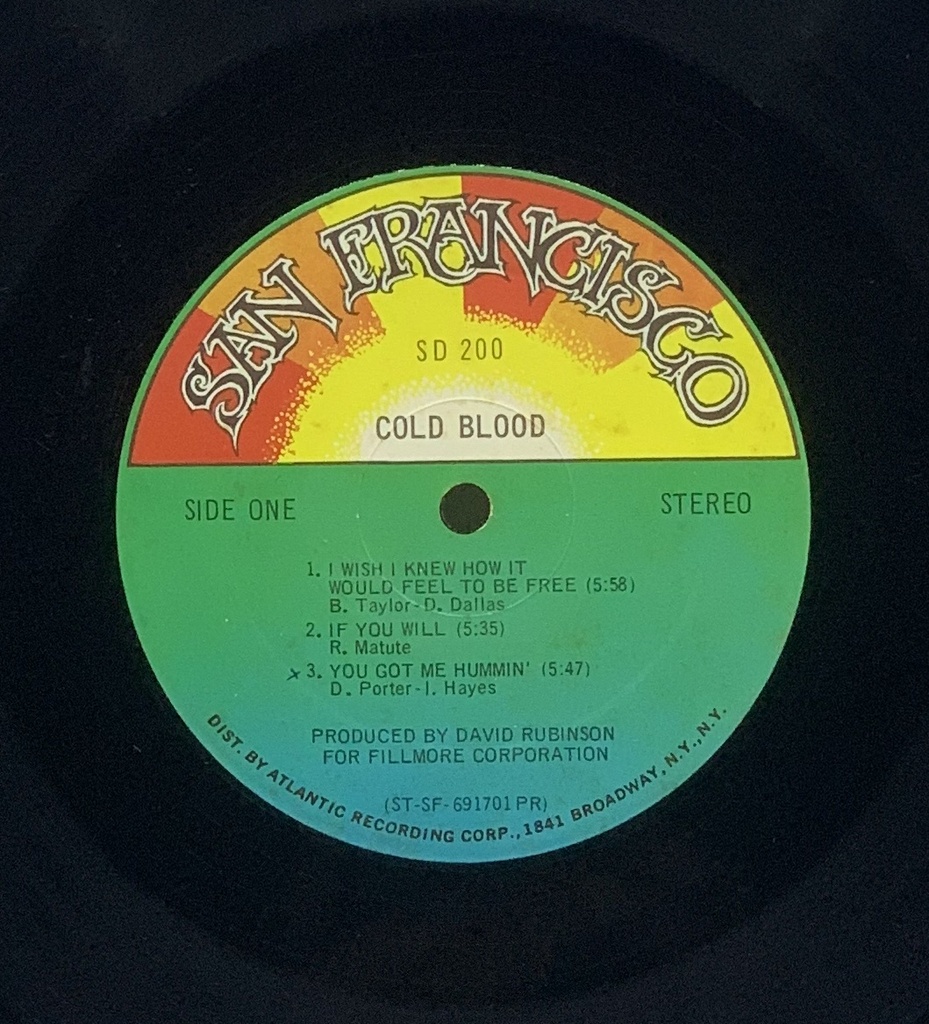 SAN FRANCISCO
SD 200
COLD BLOOD
SIDE ONE
STEREO
1. I WISH I KNEW HOW IT
WOULD FEEL TO BE FREE (5:58)
B. Taylor-D. Dallas
2. IF YOU WILL (5:35)
R. Matute
x 3. YOU GOT ME HUMMIN' (5:47)
D. Porter-I. Hayes
PRODUCED BY DAVID RUBINSON
FOR FILLMORE CORPORATION
(ST-SF-691701 PR)
DIST. BY ATLANTIC RECORDING CORP., 1841 BROADWAY, N.Y., N.Y.